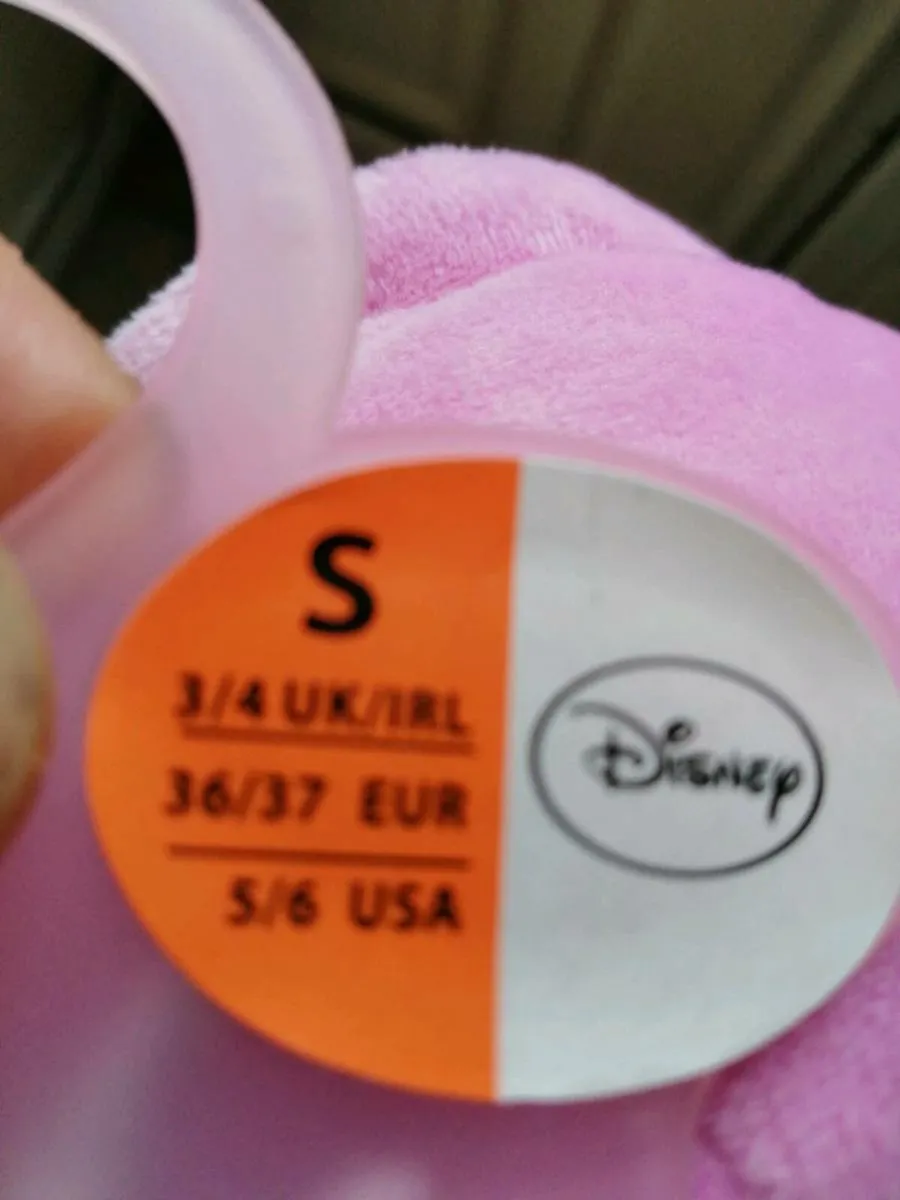 S
3/4 UK/IRL
36/37 EUR
5/6 USA
Disney